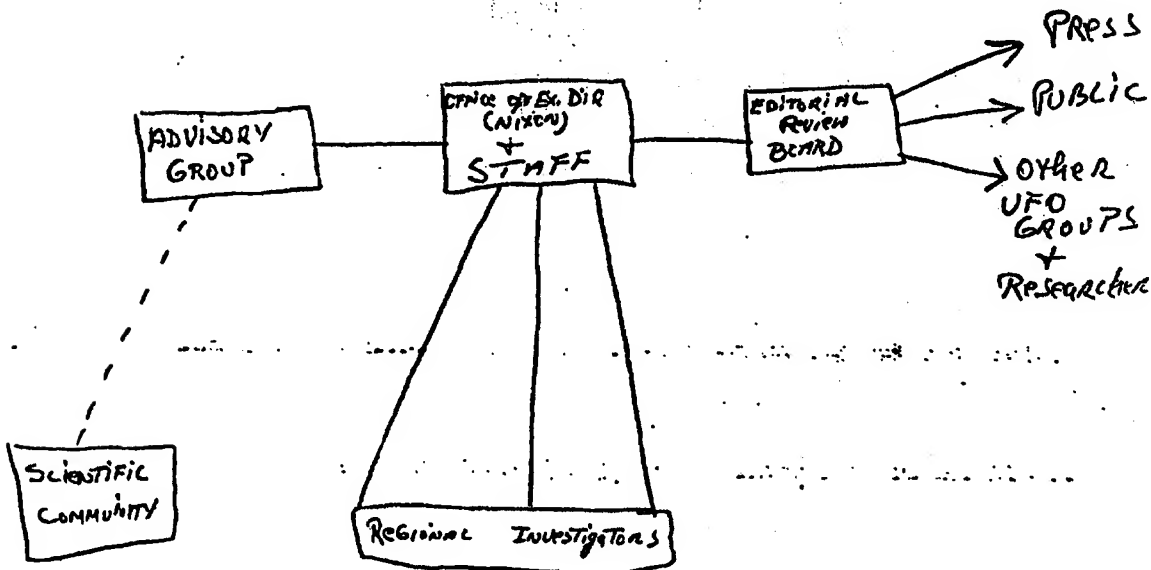 ADVISORY
GROUP
OFFICE OF EX. DIR
(NIXON)
+
STAFF
EDITORIAL
REVIEW
BOARD
PRESS
PUBLIC
OTHER
UFO
GROUPS
+
RESEARCHER
SCIENTIFIC
COMMUNITY
REGIONAL INVESTIGATORS